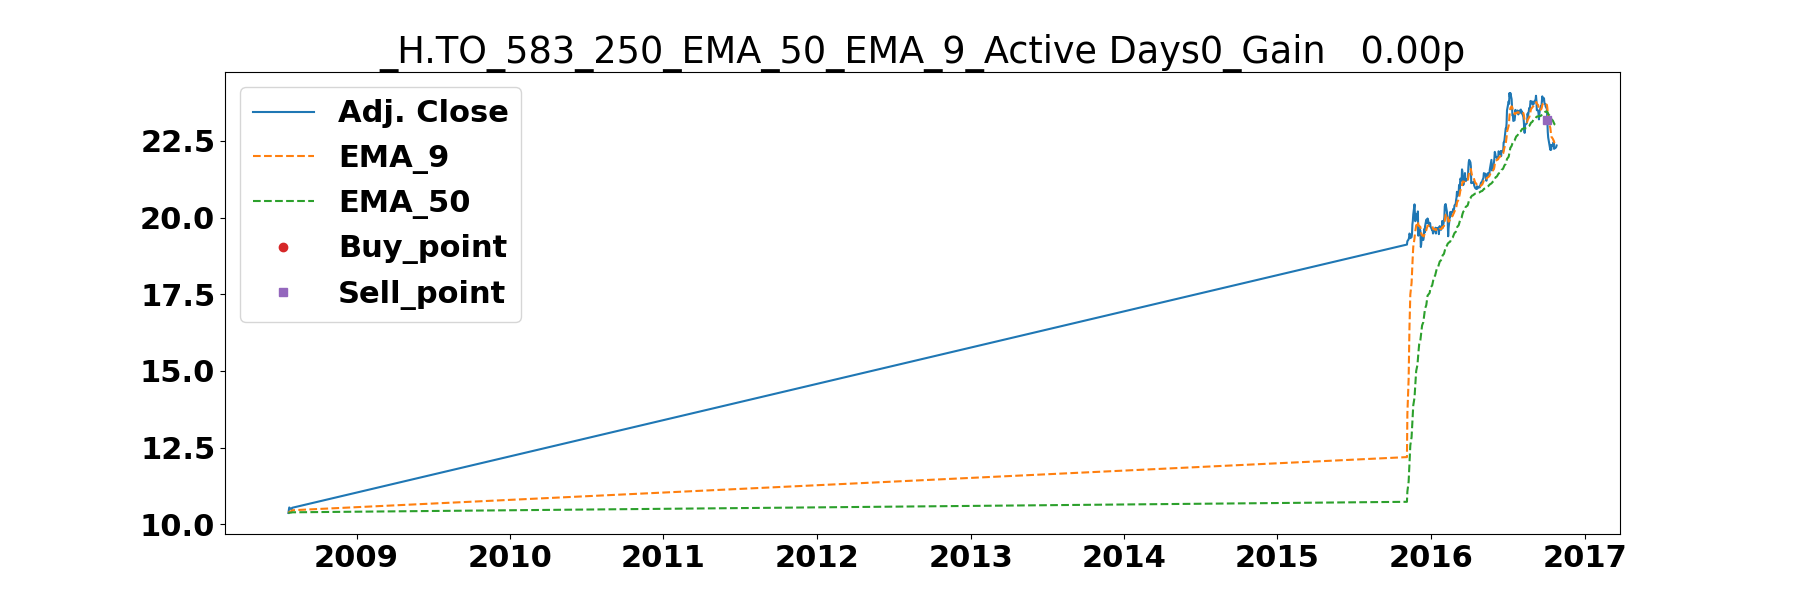 _H.TO_583_250_EMA_50_EMA_9_Active Days0_Gain   0.00p
Adj. Close
EMA_9
EMA_50
Buy_point
Sell_point
22.5
20.0
17.5
15.0
12.5
10.0
2009 2010 2011 2012 2013 2014 2015 2016 2017